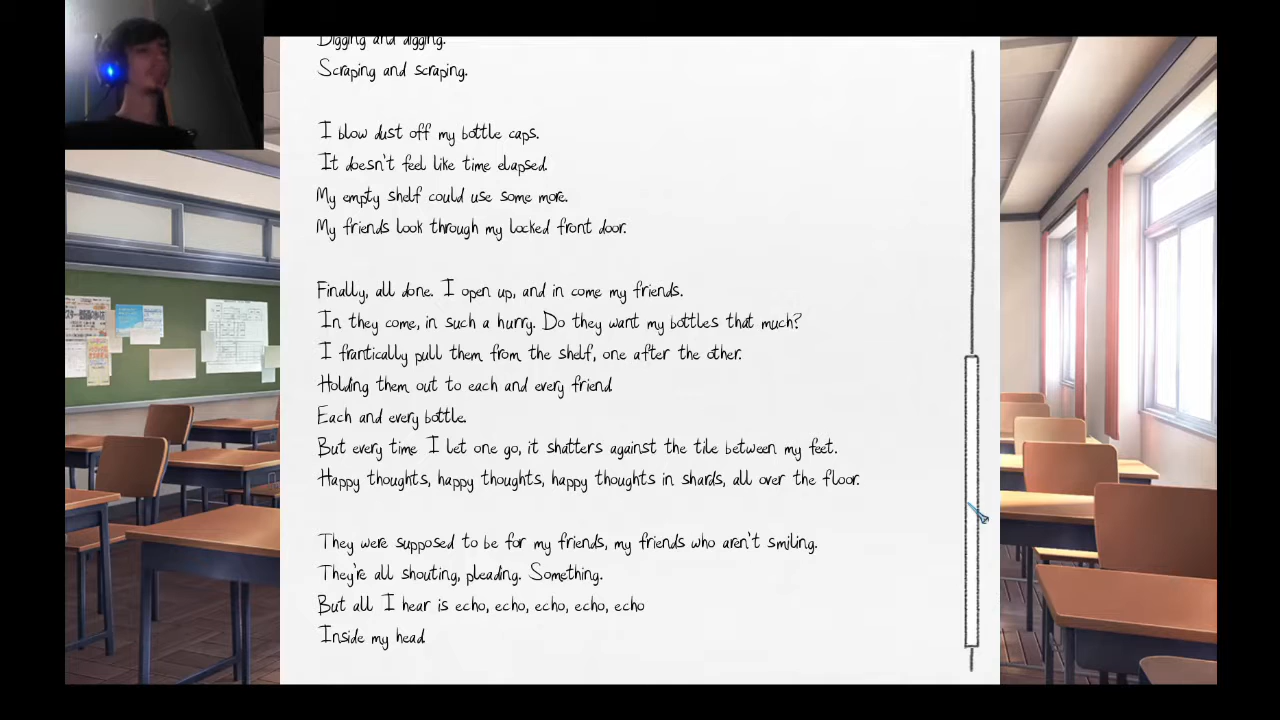 Digging and digging.
Scraping and scraping.
I blow dust off my bottle caps.
It doesn't feel like time elapsed.
My empty shelf could use some more.
My friends look through my locked front door.
Finally, all done. I open up, and in come my friends.
In they come, in such a hurry. Do they want my bottles that much?
I frantically pull them from the shelf, one after the other.
Holding them out to each and every friend
Each and every bottle.
But every time I let one go, it shatters against the tile between my feet.
Happy thoughts, happy thoughts, happy thoughts in shards, all over the floor.
They were supposed to be for my friends, my friends who aren't smiling.
They're all shouting, pleading. Something.
But all I hear is echo, echo, echo, echo, echo
Inside my head